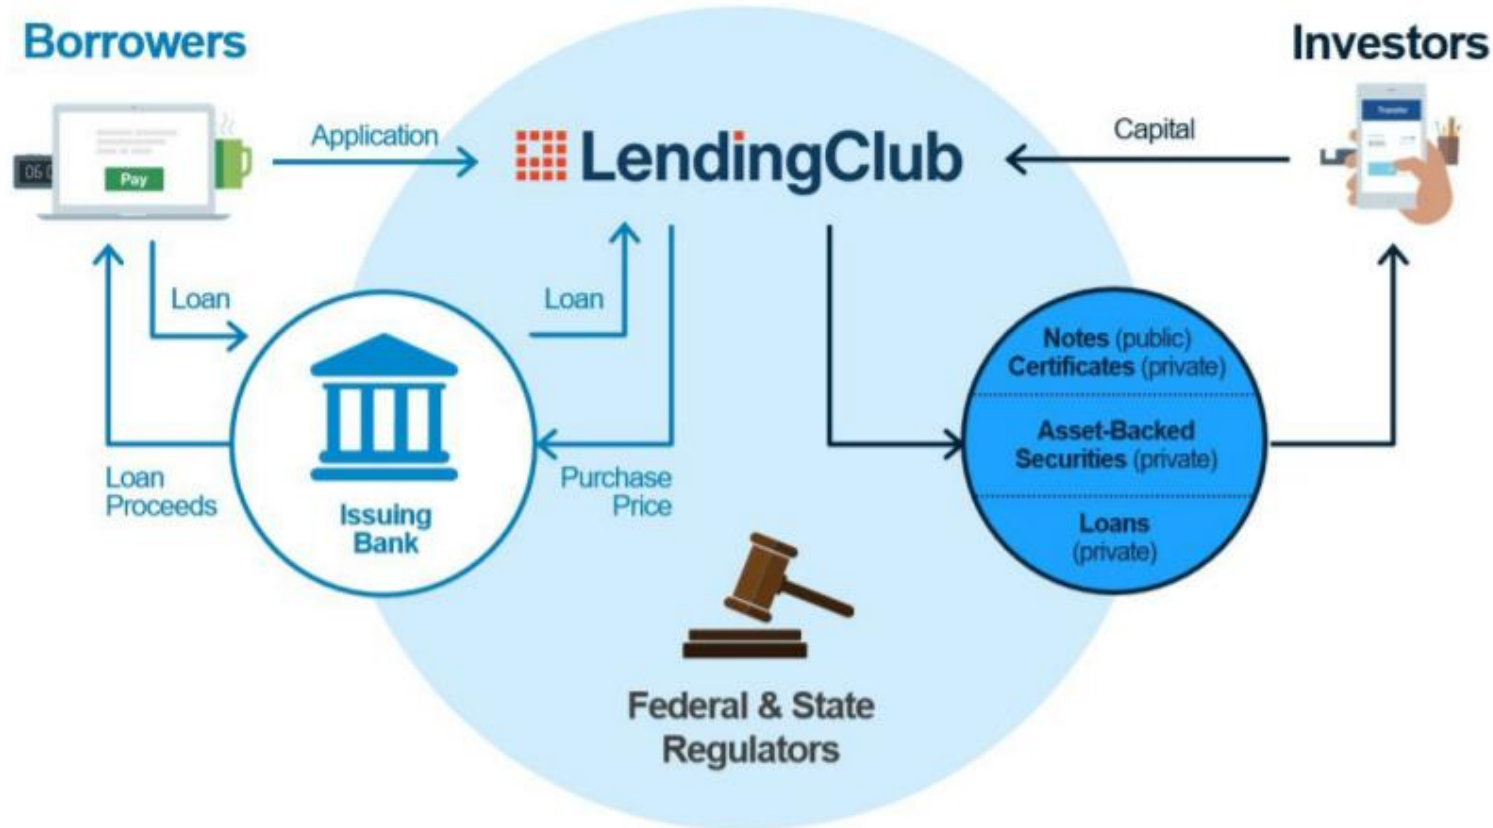 Borrowers
Investors
Application
Capital
LendingClub
Pay
Transfer
Loan
Loan
Notes (public)
Certificates (private)
Asset-Backed
Securities (private)
Loans
(private)
Loan
Proceeds
Purchase
Price
Issuing
Bank
Federal & State
Regulators